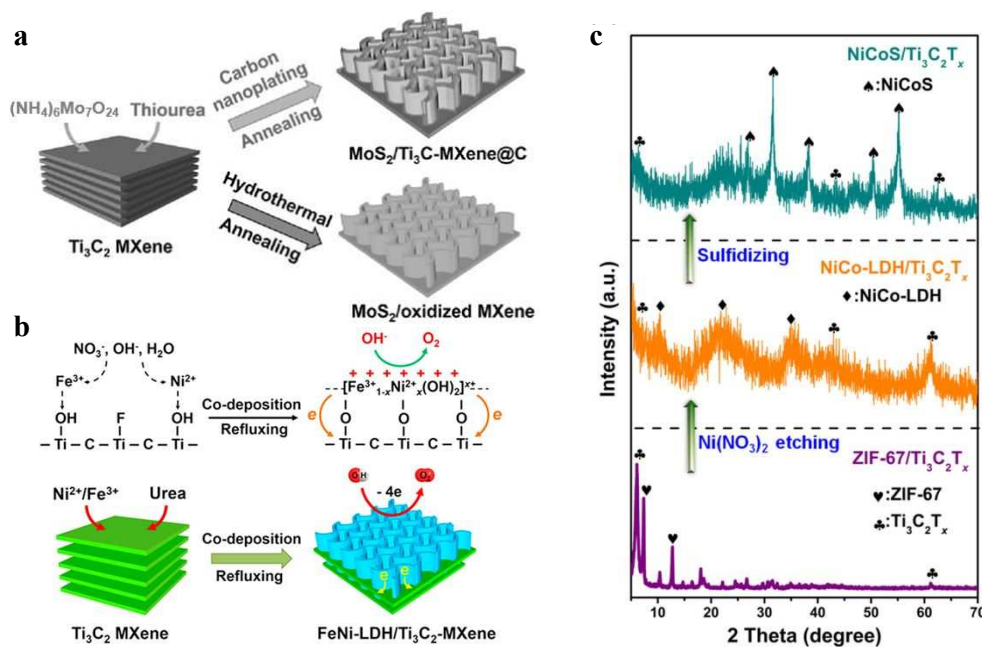 a
(NH₄)₆Mo₇O₂₄
Thiourea
Ti₃C₂ MXene
Carbon
nanoplating
Annealing
MoS₂/Ti₃C-MXene@C
Hydrothermal
Annealing
MoS₂/oxidized MXene
b
NO₃⁻, OH⁻, H₂O
Fe³⁺
Ni²⁺
OH F OH
— Ti — C — Ti — C — Ti —
Co-deposition
Refluxing
OH⁻ O₂
+ + + + + + +
[Fe³⁺₁₋ₓNi²⁺ₓ(OH)₂]ˣ⁺
e e
O O O
— Ti — C — Ti — C — Ti —
Ni²⁺/Fe³⁺ Urea
Ti₃C₂ MXene
Co-deposition
Refluxing
OH O₂
- 4e
e e
FeNi-LDH/Ti₃C₂-MXene
c
NiCoS/Ti₃C₂Tₓ
♠:NiCoS
Sulfidizing
NiCo-LDH/Ti₃C₂Tₓ
♦:NiCo-LDH
Ni(NO₃)₂ etching
ZIF-67/Ti₃C₂Tₓ
♥:ZIF-67
♣:Ti₃C₂Tₓ
Intensity (a.u.)
10 20 30 40 50 60 70
2 Theta (degree)